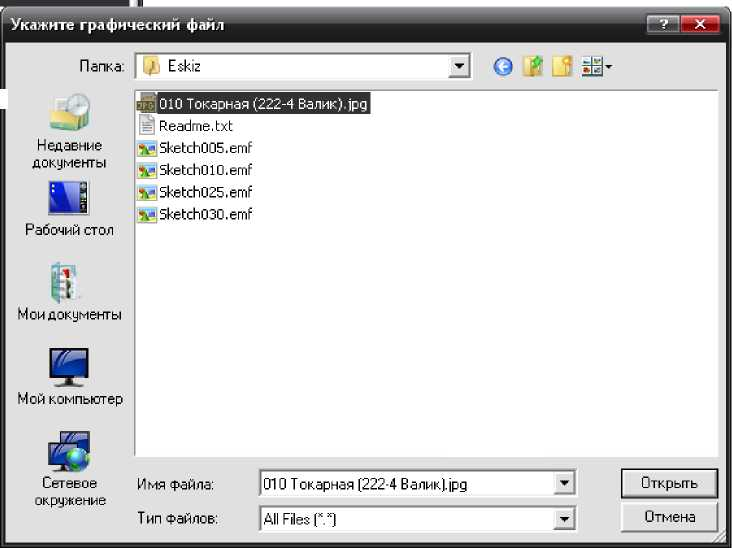 Укажите графический файл
Папка: Eskiz
010 Токарная (222-4 Валик).jpg
Readme.txt
Sketch005.emf
Sketch010.emf
Sketch025.emf
Sketch030.emf
Недавние
документы
Рабочий стол
Мои документы
Мой компьютер
Сетевое
окружение
Имя файла: 010 Токарная (222-4 Валик).jpg Открыть
Тип файлов: All Files (*.*) Отмена